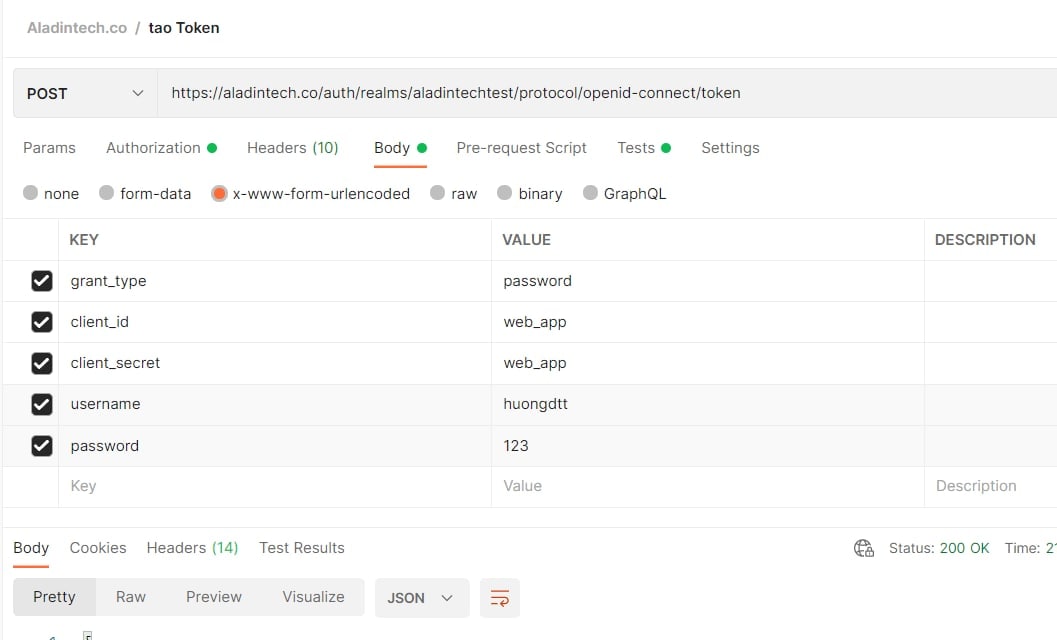 Aladintech.co / tao Token
POST https://aladintech.co/auth/realms/aladintechtest/protocol/openid-connect/token
Params Authorization Headers (10) Body Pre-request Script Tests Settings
none form-data x-www-form-urlencoded raw binary GraphQL
KEY VALUE DESCRIPTION
grant_type password
client_id web_app
client_secret web_app
username huongdtt
password 123
Key Value Description
Body Cookies Headers (14) Test Results Status: 200 OK Time:
Pretty Raw Preview Visualize JSON